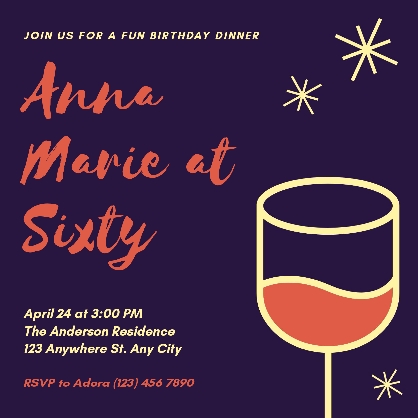 JOIN US FOR A FUN BIRTHDAY DINNER
Anna
Marie at
Sixty
April 24 at 3:00 PM
The Anderson Residence
123 Anywhere St. Any City
RSVP to Adora (123) 456 7890